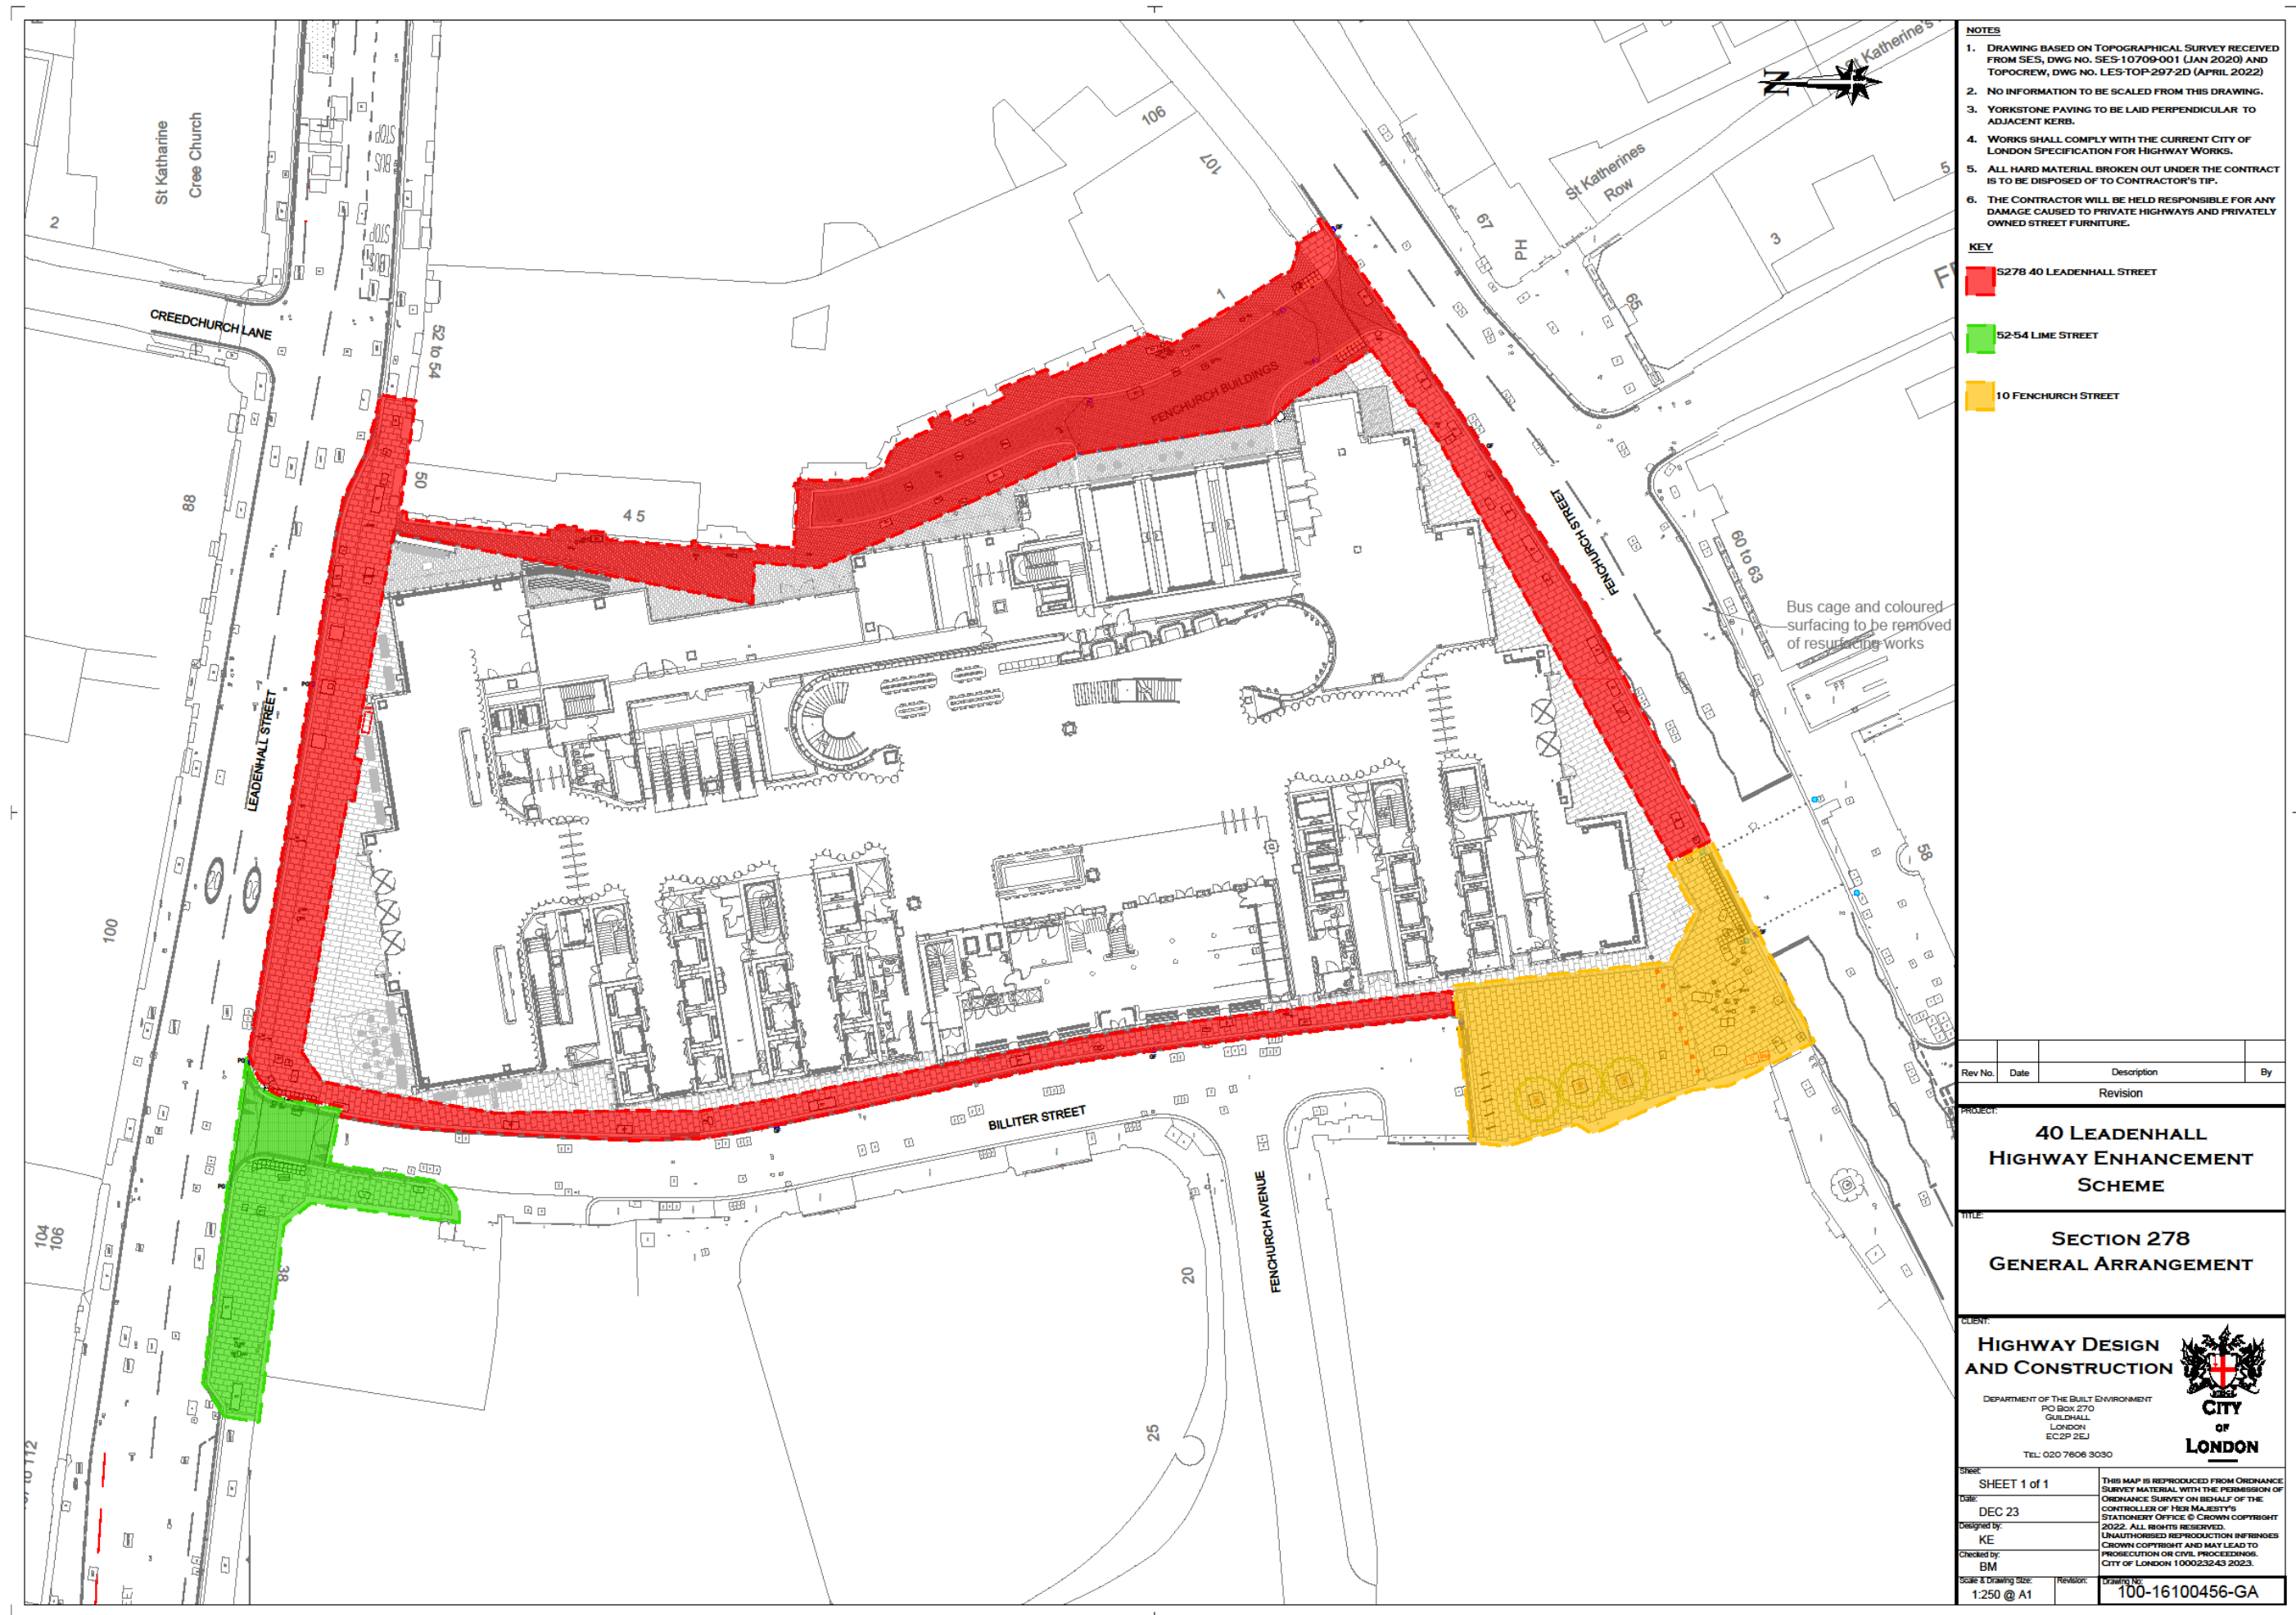 St Katharine
Cree Church
2
BUS
STOP
BUS
STOP
CREEDCHURCH LANE
52 to 54
50
45
88
100
104
106
38
20
20
LEADENHALL STREET
106
107
1
FENCHURCH BUILDINGS
St Katherine's
St Katherines
Row
67
PH
65
3
5
FENCHURCH STREET
60 to 63
Bus cage and coloured
surfacing to be removed
of resurfacing works
58
BILLITER STREET
FENCHURCH AVENUE
20
25
PG
PG
PG
GF
GF
GF
GF
N
NOTES
1. DRAWING BASED ON TOPOGRAPHICAL SURVEY RECEIVED
FROM SES, DWG NO. SES-10709-001 (JAN 2020) AND
TOPOCREW, DWG NO. LES-TOP-297-2D (APRIL 2022)
2. NO INFORMATION TO BE SCALED FROM THIS DRAWING.
3. YORKSTONE PAVING TO BE LAID PERPENDICULAR TO
ADJACENT KERB.
4. WORKS SHALL COMPLY WITH THE CURRENT CITY OF
LONDON SPECIFICATION FOR HIGHWAY WORKS.
5. ALL HARD MATERIAL BROKEN OUT UNDER THE CONTRACT
IS TO BE DISPOSED OF TO CONTRACTOR'S TIP.
6. THE CONTRACTOR WILL BE HELD RESPONSIBLE FOR ANY
DAMAGE CAUSED TO PRIVATE HIGHWAYS AND PRIVATELY
OWNED STREET FURNITURE.
KEY
S278 40 LEADENHALL STREET
52-54 LIME STREET
10 FENCHURCH STREET
Rev No. Date Description By
Revision
PROJECT:
40 LEADENHALL
HIGHWAY ENHANCEMENT
SCHEME
TITLE:
SECTION 278
GENERAL ARRANGEMENT
CLIENT:
HIGHWAY DESIGN
AND CONSTRUCTION
DEPARTMENT OF THE BUILT ENVIRONMENT
PO BOX 270
GUILDHALL
LONDON
EC2P 2EJ
TEL: 020 7606 3030
CITY
OF
LONDON
Sheet:
SHEET 1 of 1
Date:
DEC 23
Designed by:
KE
Checked by:
BM
Scale & Drawing Size:
1:250 @ A1
Revision:
THIS MAP IS REPRODUCED FROM ORDNANCE
SURVEY MATERIAL WITH THE PERMISSION OF
ORDNANCE SURVEY ON BEHALF OF THE
CONTROLLER OF HER MAJESTY'S
STATIONERY OFFICE © CROWN COPYRIGHT
2022. ALL RIGHTS RESERVED.
UNAUTHORISED REPRODUCTION INFRINGES
CROWN COPYRIGHT AND MAY LEAD TO
PROSECUTION OR CIVIL PROCEEDINGS.
CITY OF LONDON 100023243 2023.
Drawing No:
100-16100456-GA